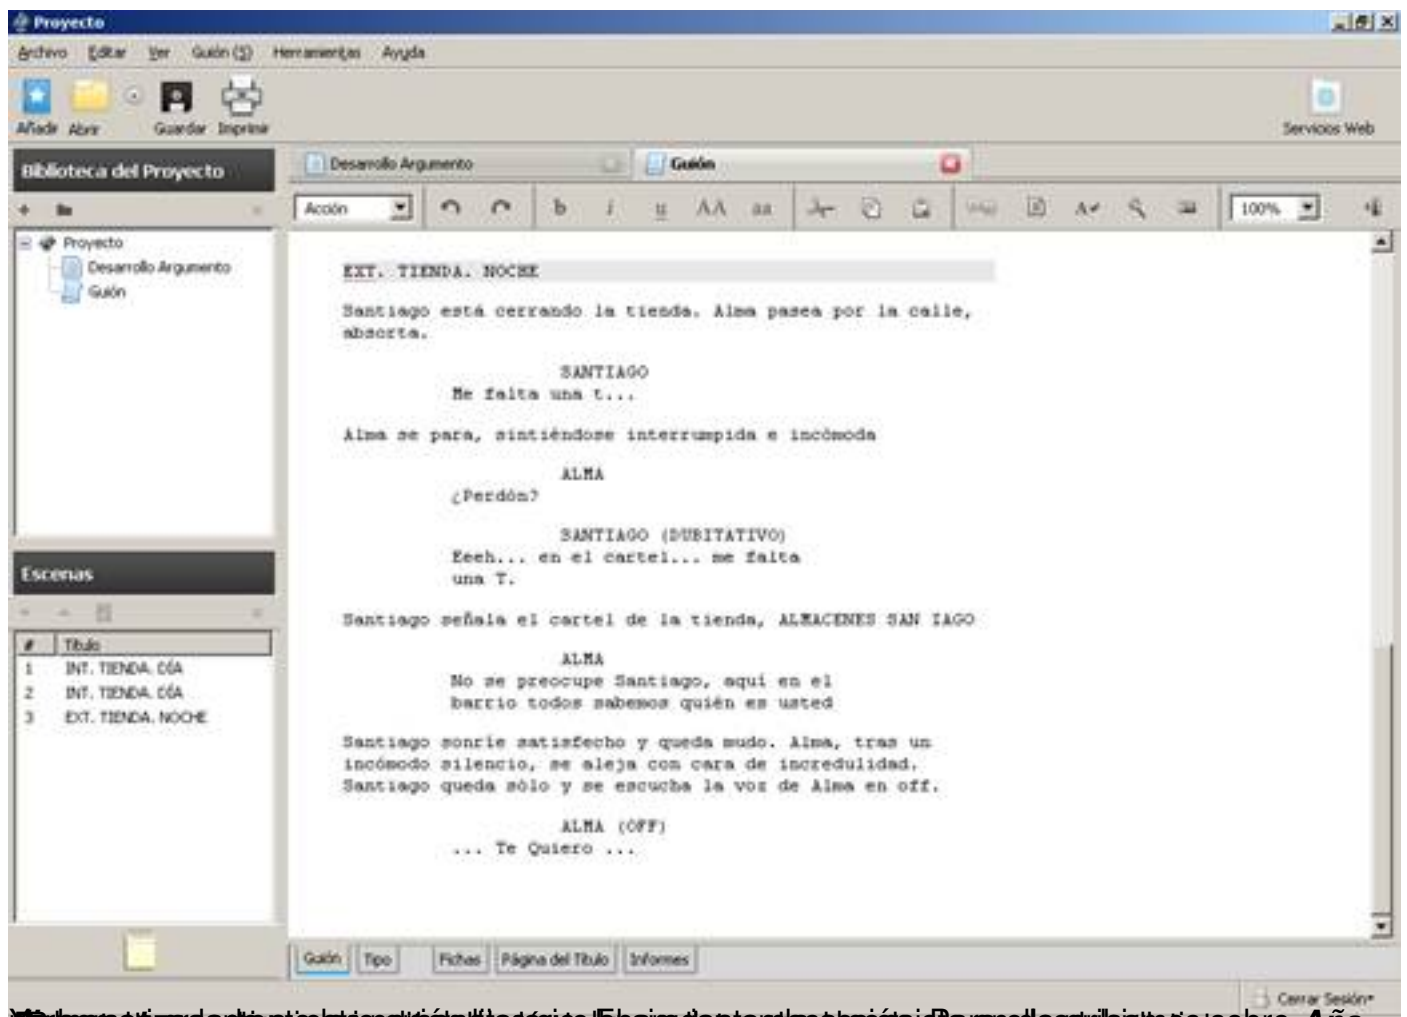 Proyecto
Archivo Editar Ver Guión (S) Herramientas Ayuda
Añadir Abrir Guardar Imprimir
Servicios Web
Biblioteca del Proyecto
Desarrollo Argumento
Guión
Acción
b i u AA aa
100%
Proyecto
Desarrollo Argumento
Guión
EXT. TIENDA. NOCHE
Santiago está cerrando la tienda. Alma pasea por la calle,
absorta.
SANTIAGO
Me falta una t...
Alma se para, sintiéndose interrumpida e incómoda
ALMA
¿Perdón?
SANTIAGO (DUBITATIVO)
Eeeh... en el cartel... me falta
una T.
Santiago señala el cartel de la tienda, ALMACENES SAN IAGO
ALMA
No se preocupe Santiago, aquí en el
barrio todos sabemos quién es usted
Santiago sonríe satisfecho y queda mudo. Alma, tras un
incómodo silencio, se aleja con cara de incredulidad.
Santiago queda sólo y se escucha la voz de Alma en off.
ALMA (OFF)
... Te Quiero ...
Escenas
# Título
1 INT. TIENDA. DÍA
2 INT. TIENDA. DÍA
3 EXT. TIENDA. NOCHE
Guión Tipo Fichas Página del Título Informes
Cerrar Sesión